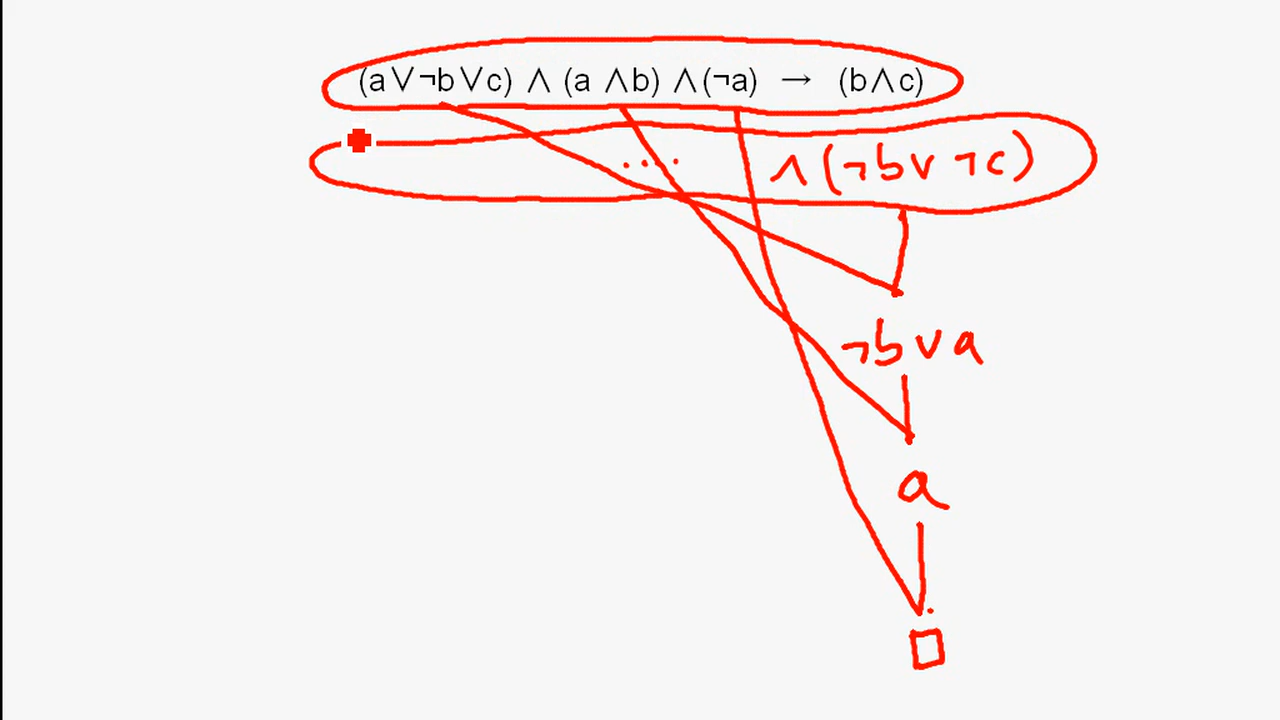 (a∨¬b∨c) ∧ (a ∧b) ∧(¬a) → (b∧c)
... ∧(¬b∨¬c)
¬b∨a
a
□